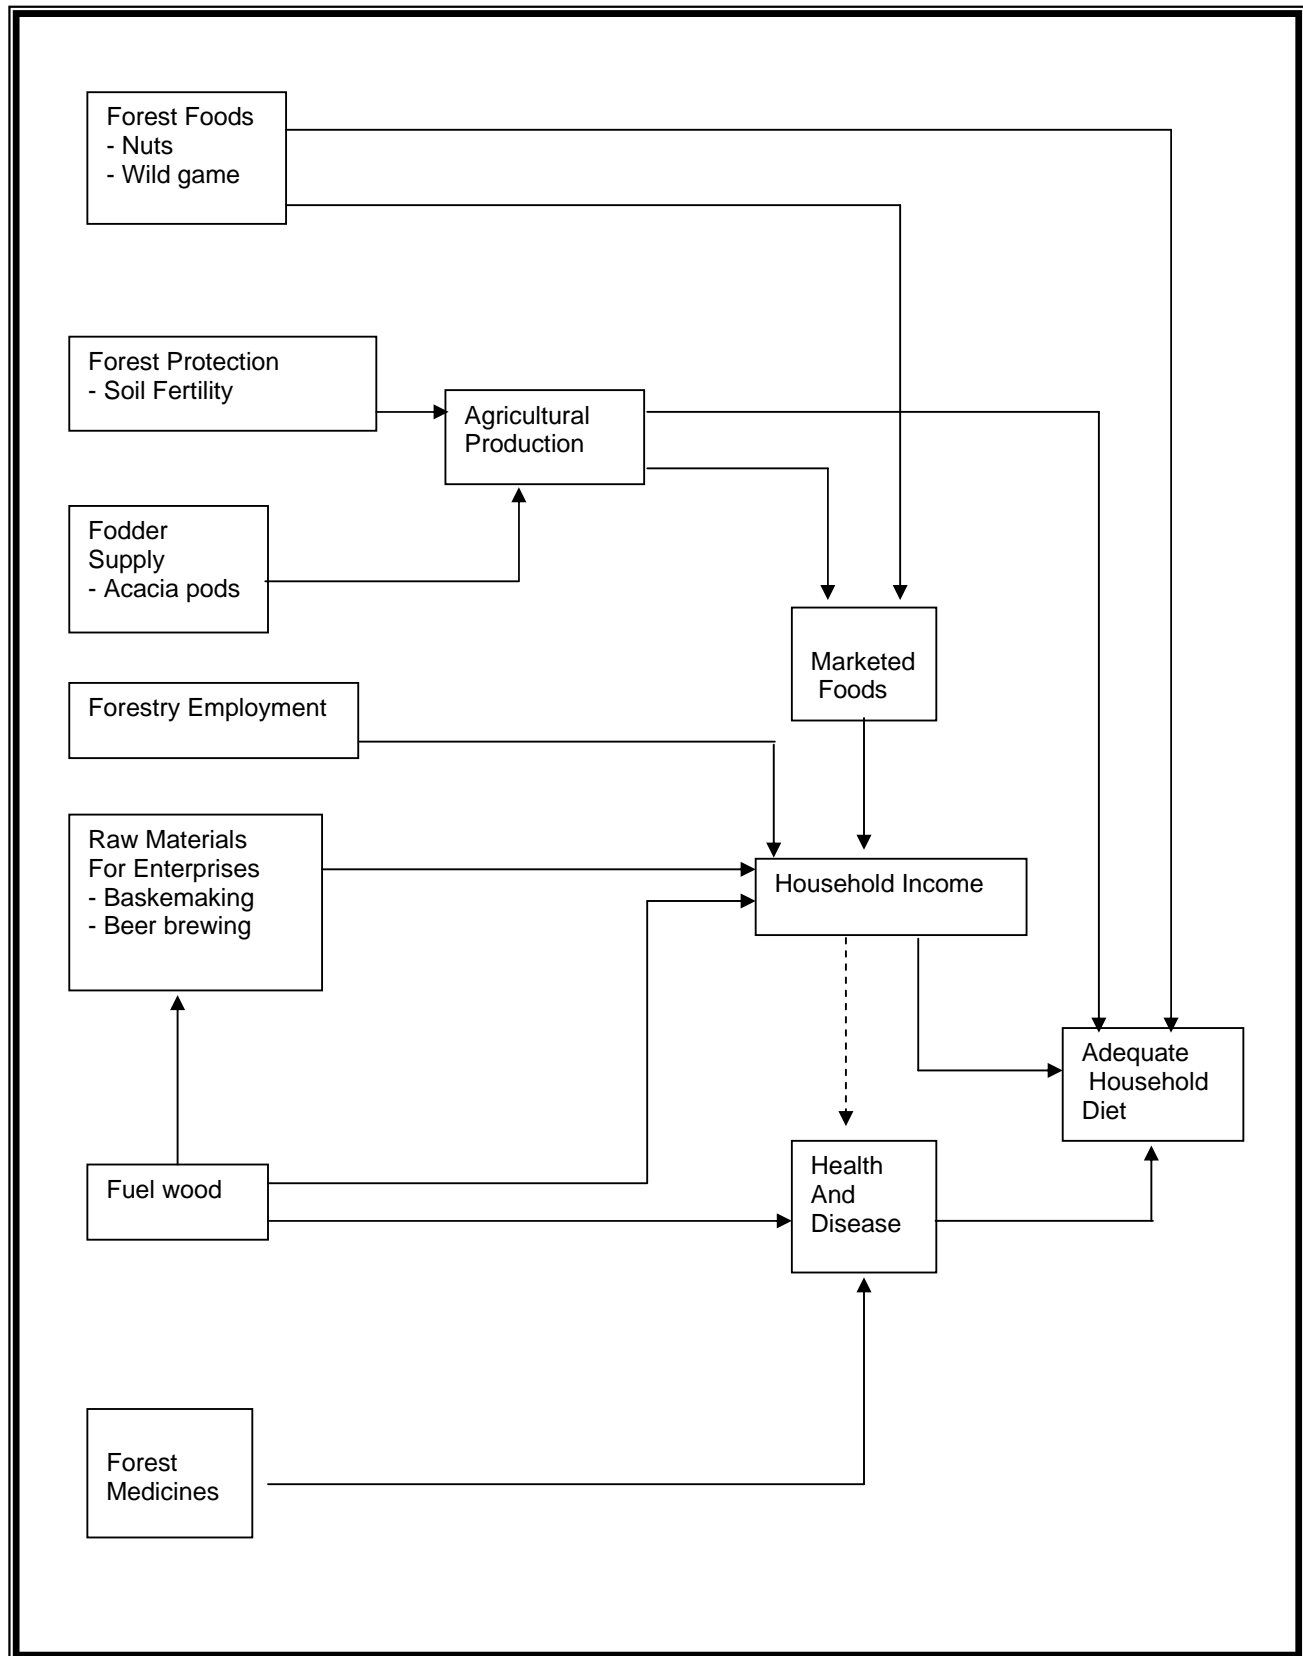 Forest Foods
- Nuts
- Wild game
Forest Protection
- Soil Fertility
Agricultural
Production
Fodder
Supply
- Acacia pods
Marketed
Foods
Forestry Employment
Raw Materials
For Enterprises
- Baskemaking
- Beer brewing
Household Income
Adequate
Household
Diet
Fuel wood
Health
And
Disease
Forest
Medicines